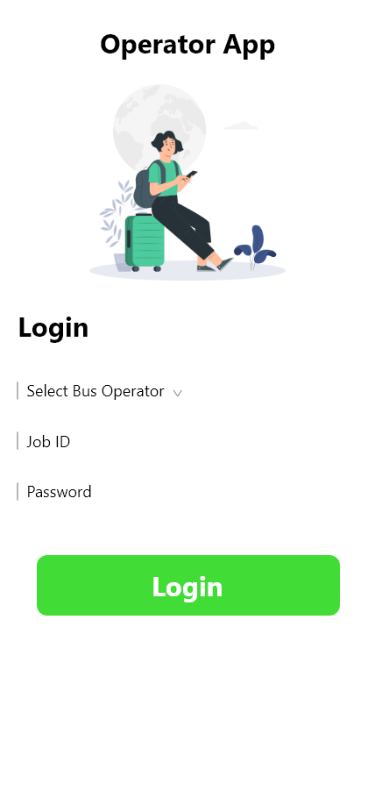 Operator App
Login
Select Bus Operator
Job ID
Password
Login